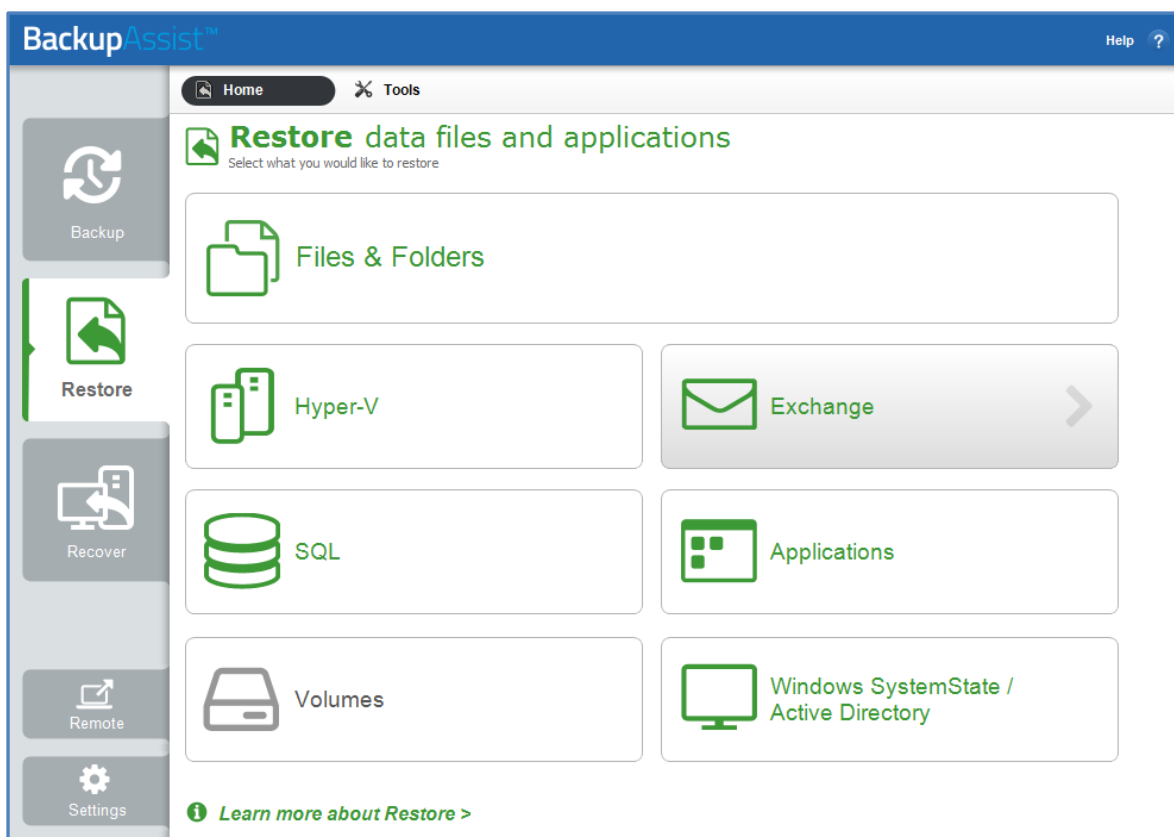 BackupAssist™
Help ?
Home
Tools
Restore data files and applications
Select what you would like to restore
Backup
Files & Folders
Restore
Hyper-V
Exchange
Recover
SQL
Applications
Volumes
Windows SystemState /
Active Directory
Remote
Settings
Learn more about Restore >